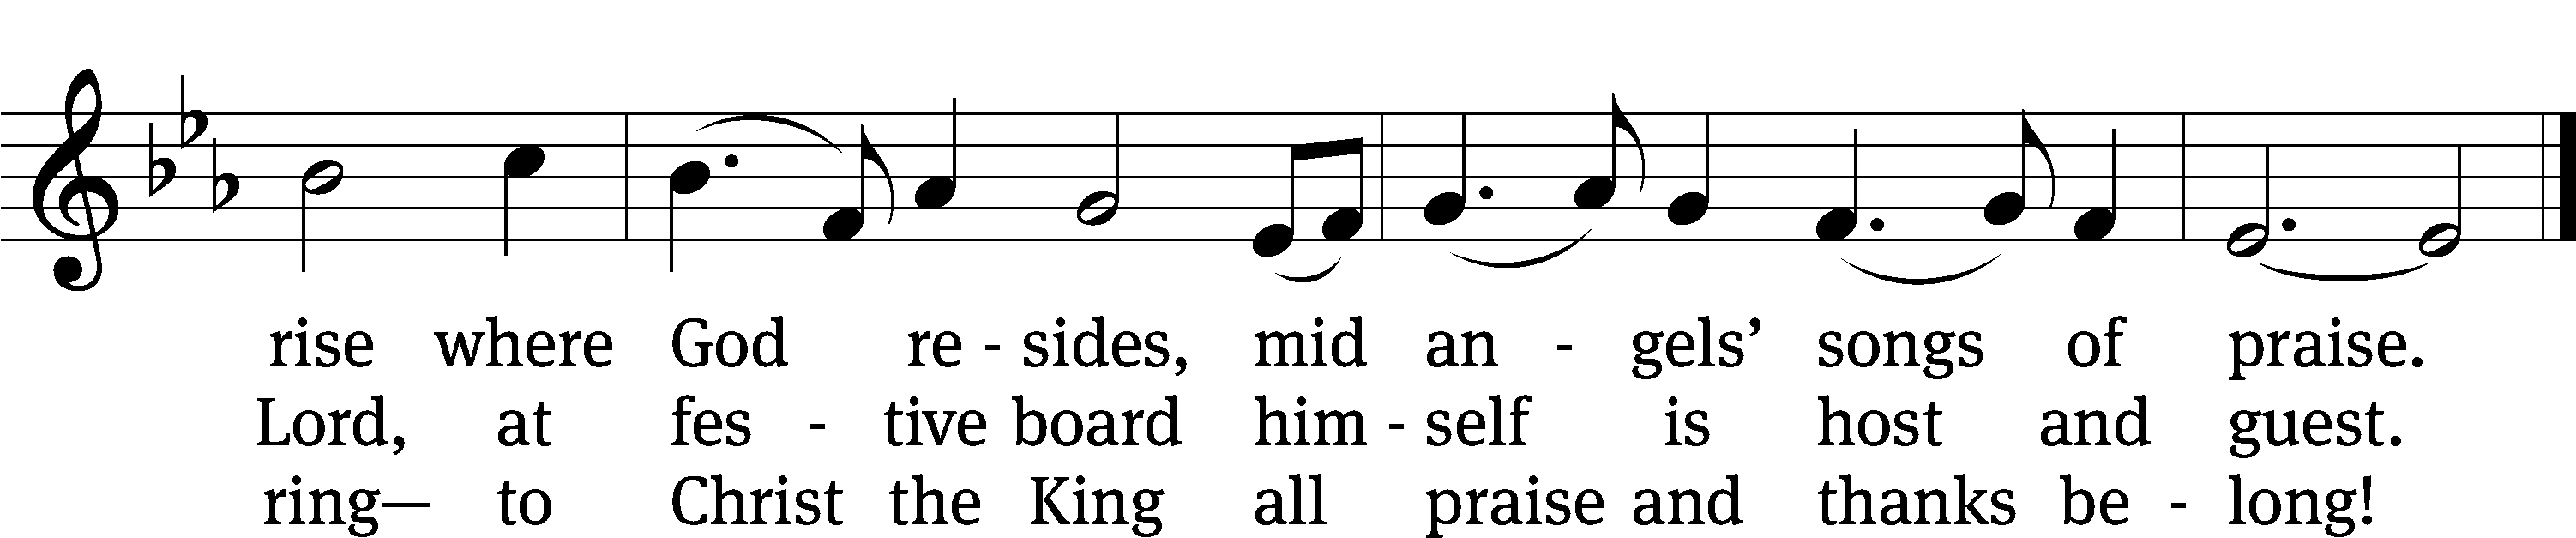 rise where God re - sides, mid an - gels’ songs of praise.
Lord, at fes - tive board him - self is host and guest.
ring— to Christ the King all praise and thanks be - long!